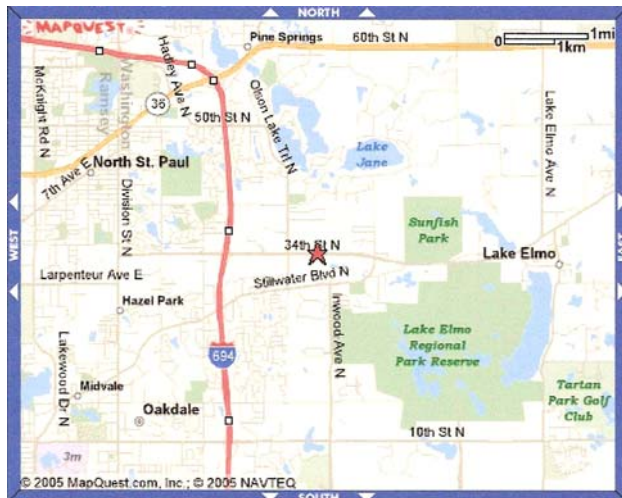 NORTH
MAPQUEST
Pine Springs
60th St N
1mi
0
1km
Hadley Ava N
McKnight Rd N
Washington
Ramsey
36
50th St N
Olson Lake Trl N
Lake Elmo Ave N
Lake
Jane
North St. Paul
7th Ave E
Division St N
Sunfish
Park
WEST
EAST
34th St N
Lake Elmo
Larpenteur Ave E
Stillwater Blvd N
Hazel Park
Inwood Ave N
Lakewood Dr N
Lake Elmo
Regional
Park Reserve
694
Midvale
Oakdale
Tartan
Park Golf
Club
10th St N
3m
© 2005 MapQuest.com, Inc.; © 2005 NAVTEQ
SOUTH